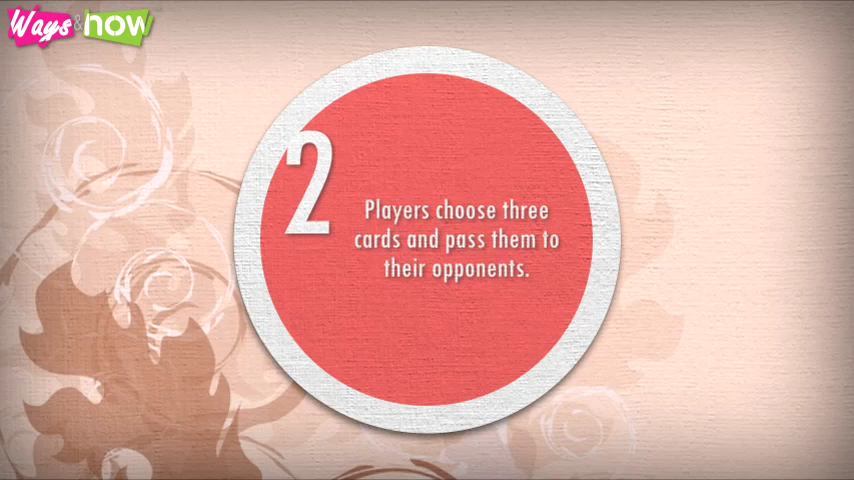 Ways & now
2
Players choose three
cards and pass them to
their opponents.